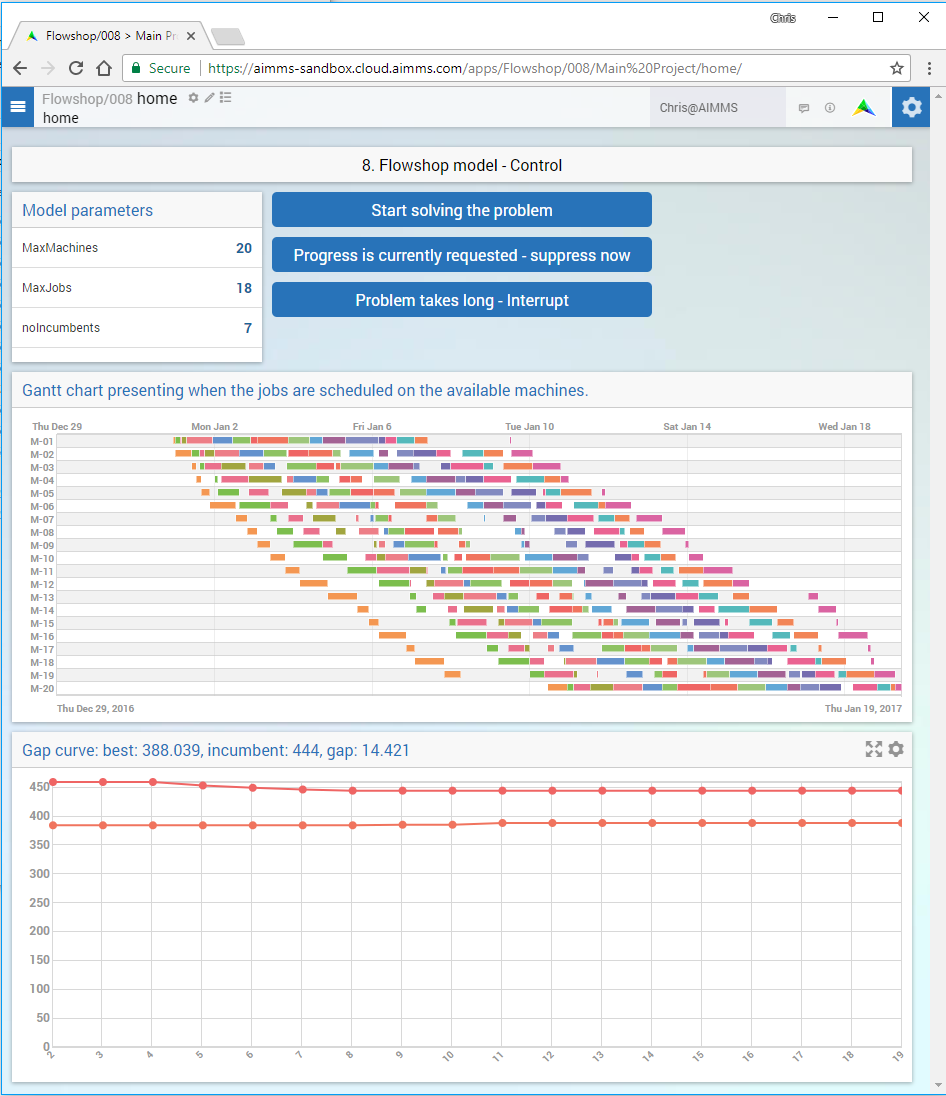 Chris
Flowshop/008 > Main Pr
Secure https://aimms-sandbox.cloud.aimms.com/apps/Flowshop/008/Main%20Project/home/
Flowshop/008 home
home
Chris@AIMMS
8. Flowshop model - Control
Model parameters
MaxMachines 20
MaxJobs 18
noIncumbents 7
Start solving the problem
Progress is currently requested - suppress now
Problem takes long - Interrupt
Gantt chart presenting when the jobs are scheduled on the available machines.
Thu Dec 29 Mon Jan 2 Fri Jan 6 Tue Jan 10 Sat Jan 14 Wed Jan 18
M-01
M-02
M-03
M-04
M-05
M-06
M-07
M-08
M-09
M-10
M-11
M-12
M-13
M-14
M-15
M-16
M-17
M-18
M-19
M-20
Thu Dec 29, 2016 Thu Jan 19, 2017
Gap curve: best: 388.039, incumbent: 444, gap: 14.421
450
400
350
300
250
200
150
100
50
0
2 3 4 5 6 7 8 9 10 11 12 13 14 15 16 17 18 19